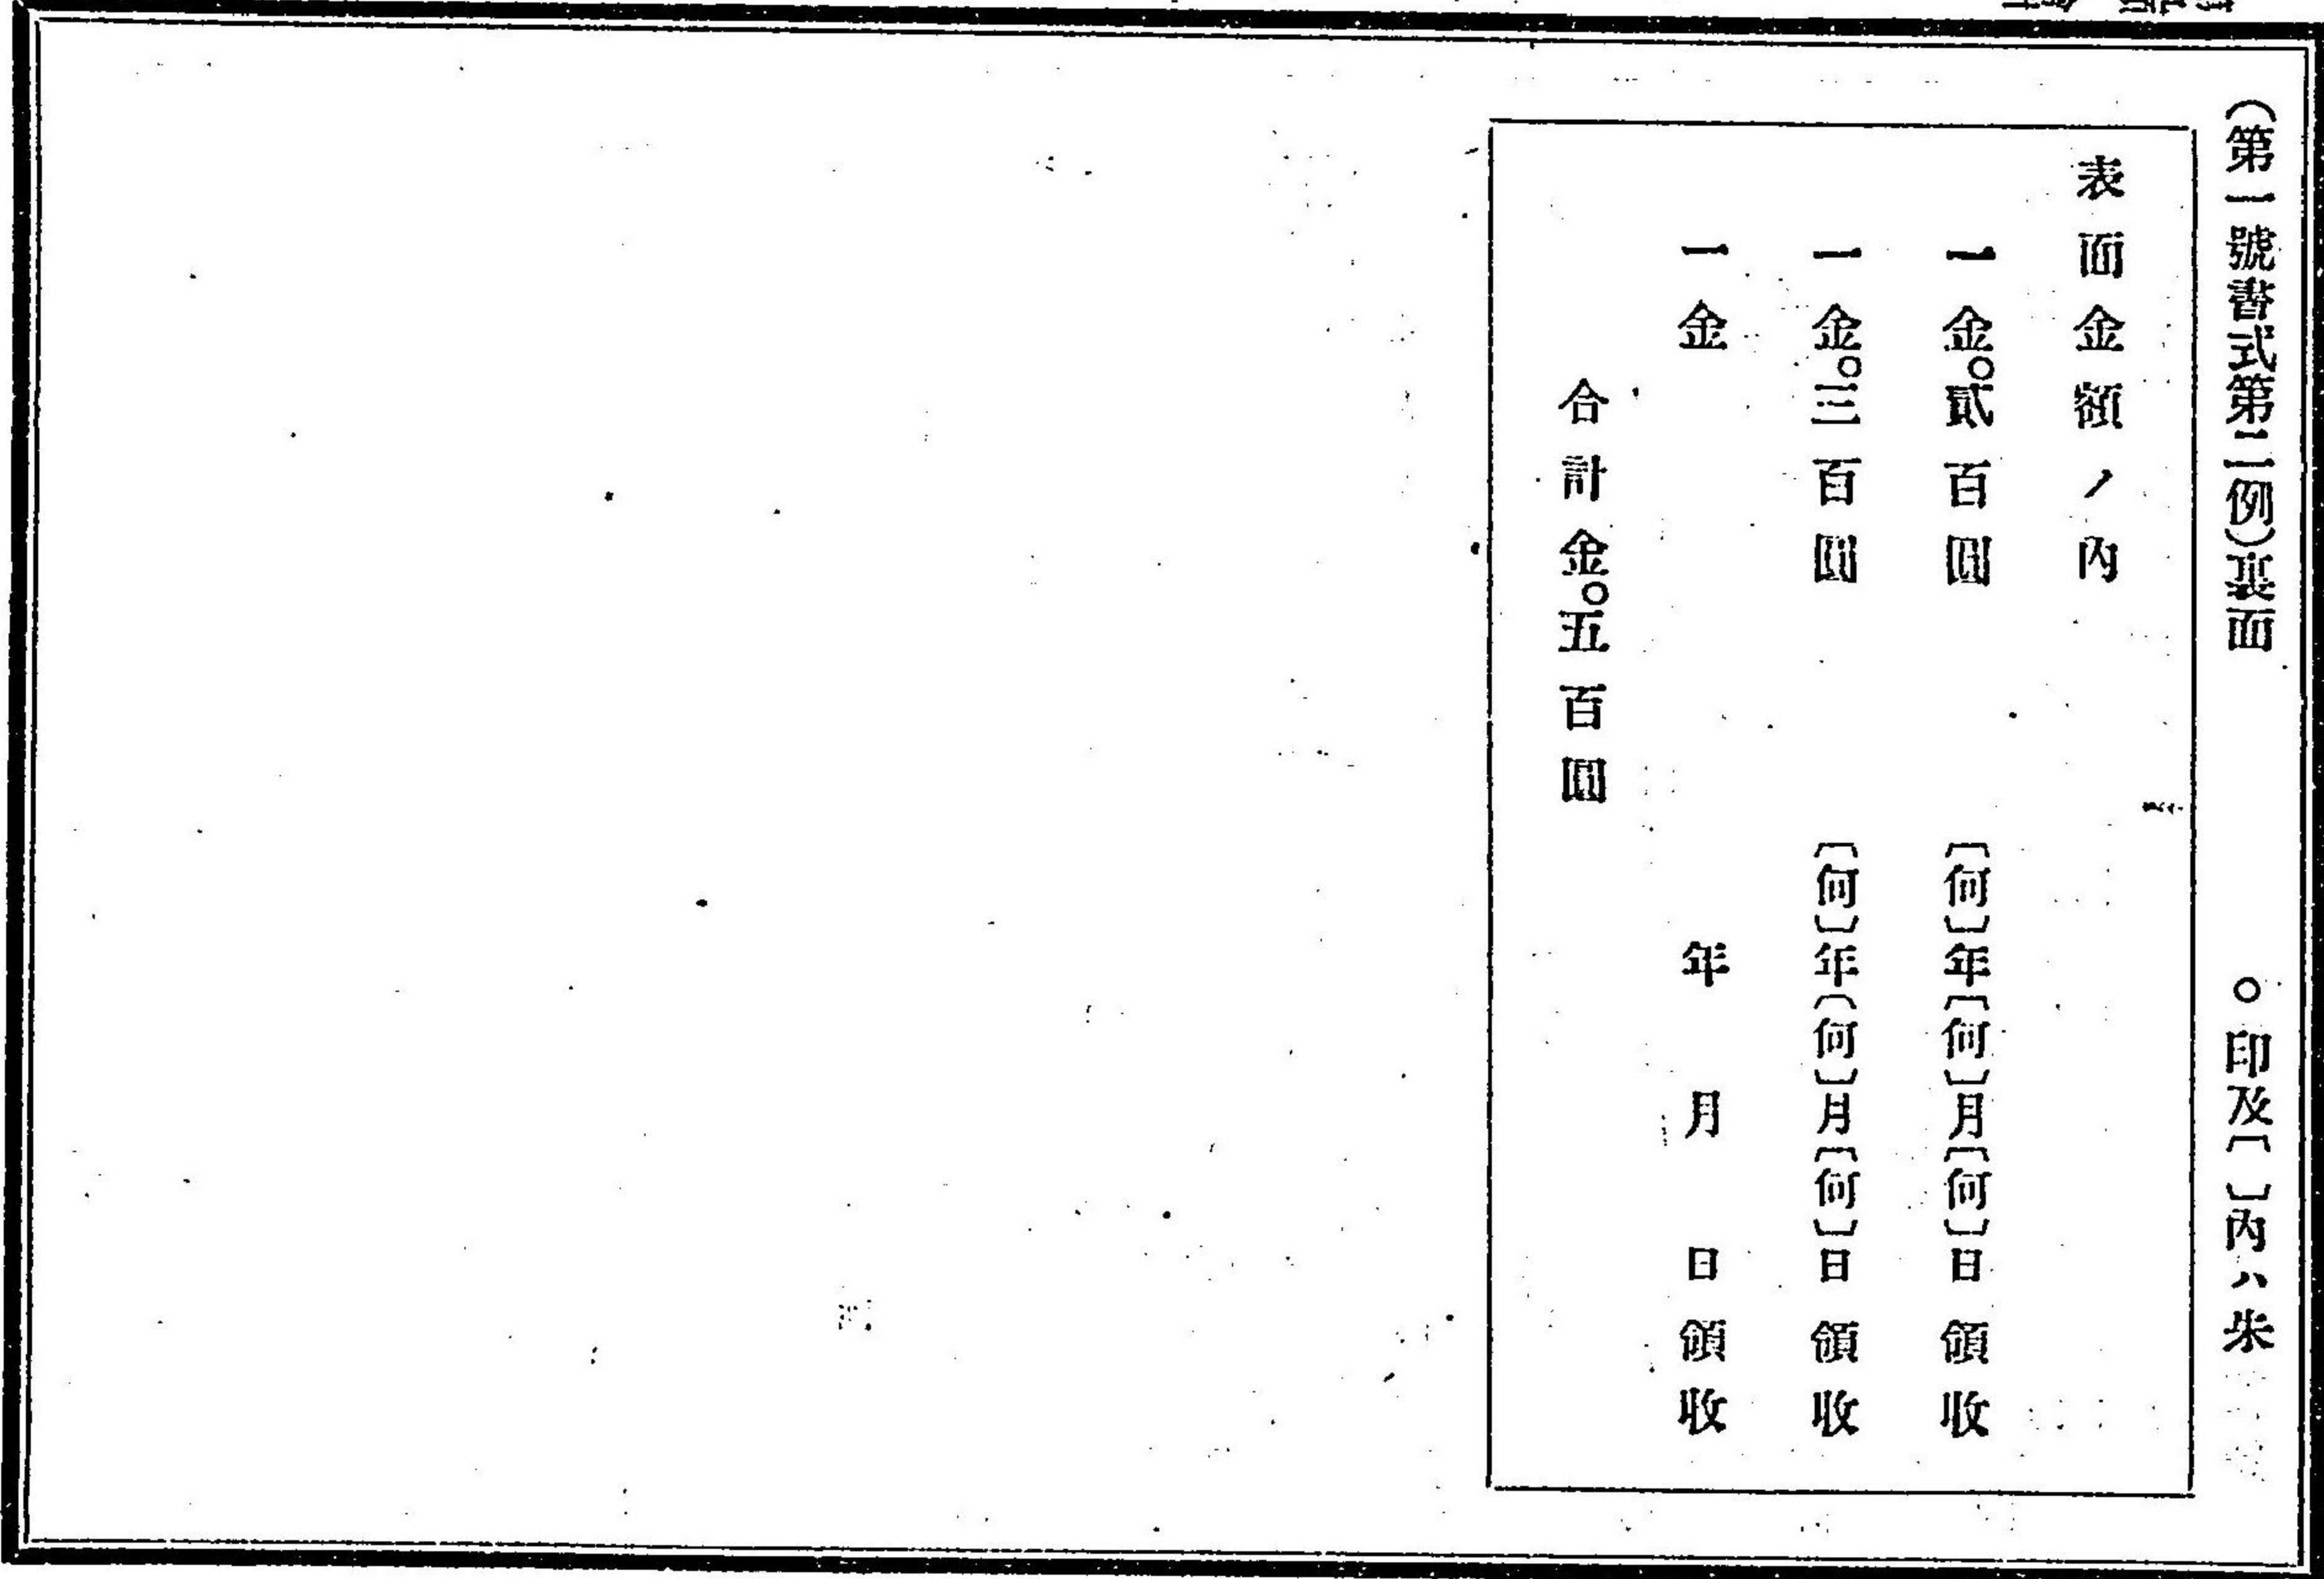 (第一號書式第二例)裏面　○印及〔　〕內ハ朱
表面金額ノ內
一金○貳百圓　〔何〕年〔何〕月〔何〕日領收
一金○三百圓　〔何〕年〔何〕月〔何〕日領收
一金　年　月　日領收
合計金○五百圓